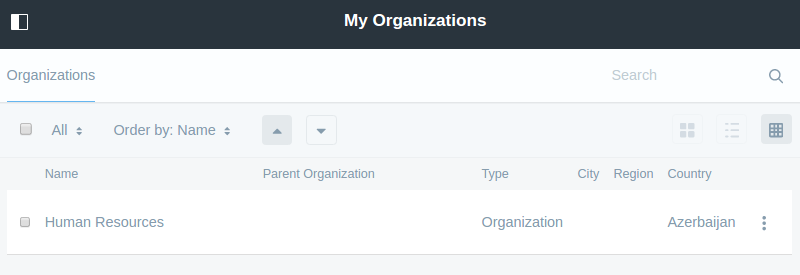 My Organizations
Organizations
Search
All
Order by: Name
Name Parent Organization Type City Region Country
Human Resources Organization Azerbaijan